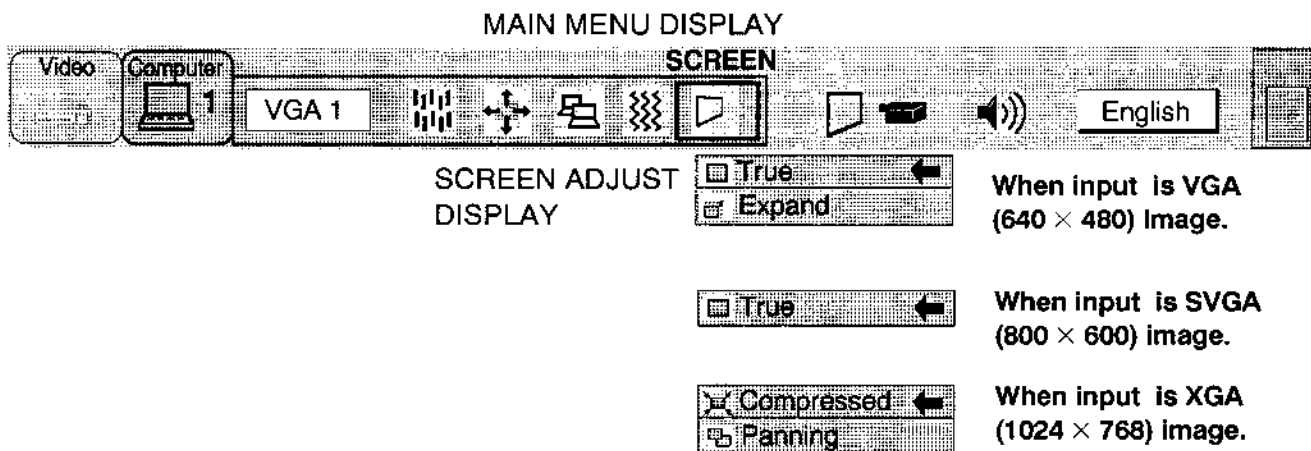 MAIN MENU DISPLAY
SCREEN
Video
Computer
1
VGA 1
English
SCREEN ADJUST
DISPLAY
True
Expand
When input is VGA
(640 × 480) Image.
True
When input is SVGA
(800 × 600) image.
Compressed
Panning
When input is XGA
(1024 × 768) image.